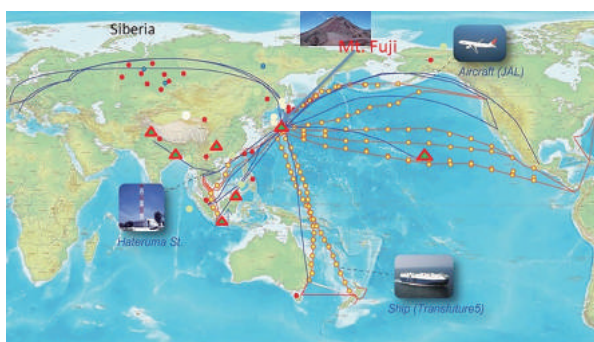 Siberia
Mt. Fuji
Aircraft (JAL)
Hateruma St.
Ship (Transfuture5)